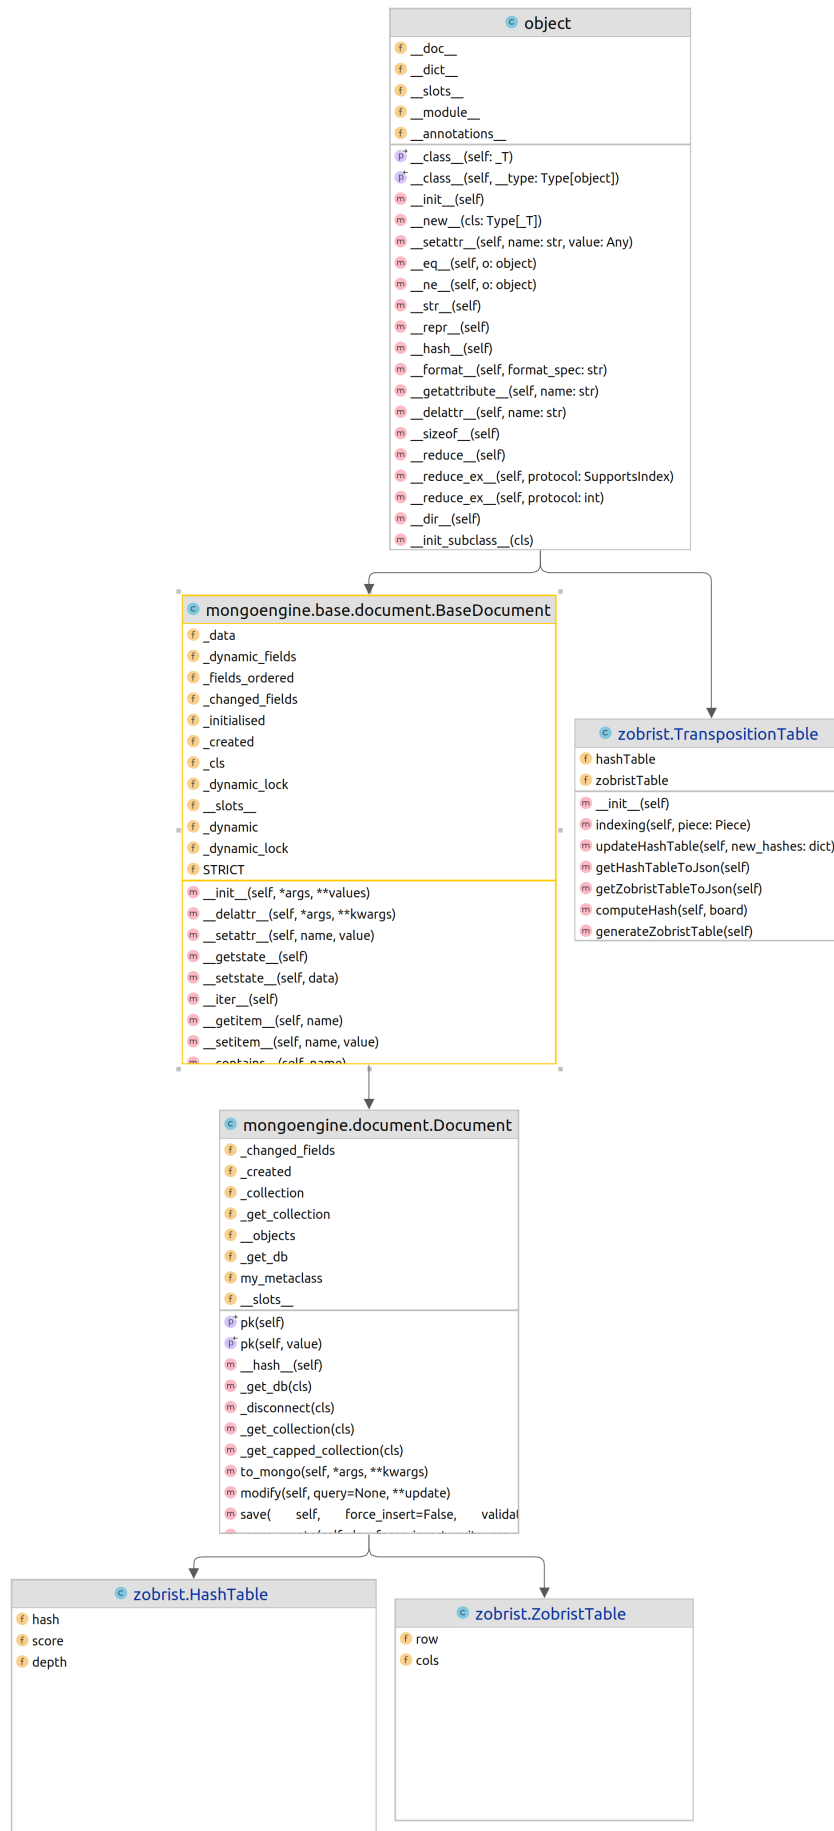 object
__doc__
__dict__
__slots__
__module__
__annotations__
__class__(self: _T)
__class__(self, __type: Type[object])
__init__(self)
__new__(cls: Type[_T])
__setattr__(self, name: str, value: Any)
__eq__(self, o: object)
__ne__(self, o: object)
__str__(self)
__repr__(self)
__hash__(self)
__format__(self, format_spec: str)
__getattribute__(self, name: str)
__delattr__(self, name: str)
__sizeof__(self)
__reduce__(self)
__reduce_ex__(self, protocol: SupportsIndex)
__reduce_ex__(self, protocol: int)
__dir__(self)
__init_subclass__(cls)
mongoengine.base.document.BaseDocument
_data
_dynamic_fields
_fields_ordered
_changed_fields
_initialised
_created
_cls
_dynamic_lock
__slots__
_dynamic
_dynamic_lock
STRICT
__init__(self, *args, **values)
__delattr__(self, *args, **kwargs)
__setattr__(self, name, value)
__getstate__(self)
__setstate__(self, data)
__iter__(self)
__getitem__(self, name)
__setitem__(self, name, value)
__contains__(self, name)
zobrist.TranspositionTable
hashTable
zobristTable
__init__(self)
indexing(self, piece: Piece)
updateHashTable(self, new_hashes: dict)
getHashTableToJson(self)
getZobristTableToJson(self)
computeHash(self, board)
generateZobristTable(self)
mongoengine.document.Document
_changed_fields
_created
_collection
_get_collection
__objects
_get_db
my_metaclass
__slots__
pk(self)
pk(self, value)
__hash__(self)
_get_db(cls)
_disconnect(cls)
_get_collection(cls)
_get_capped_collection(cls)
to_mongo(self, *args, **kwargs)
modify(self, query=None, **update)
save( self, force_insert=False, validat
zobrist.HashTable
hash
score
depth
zobrist.ZobristTable
row
cols